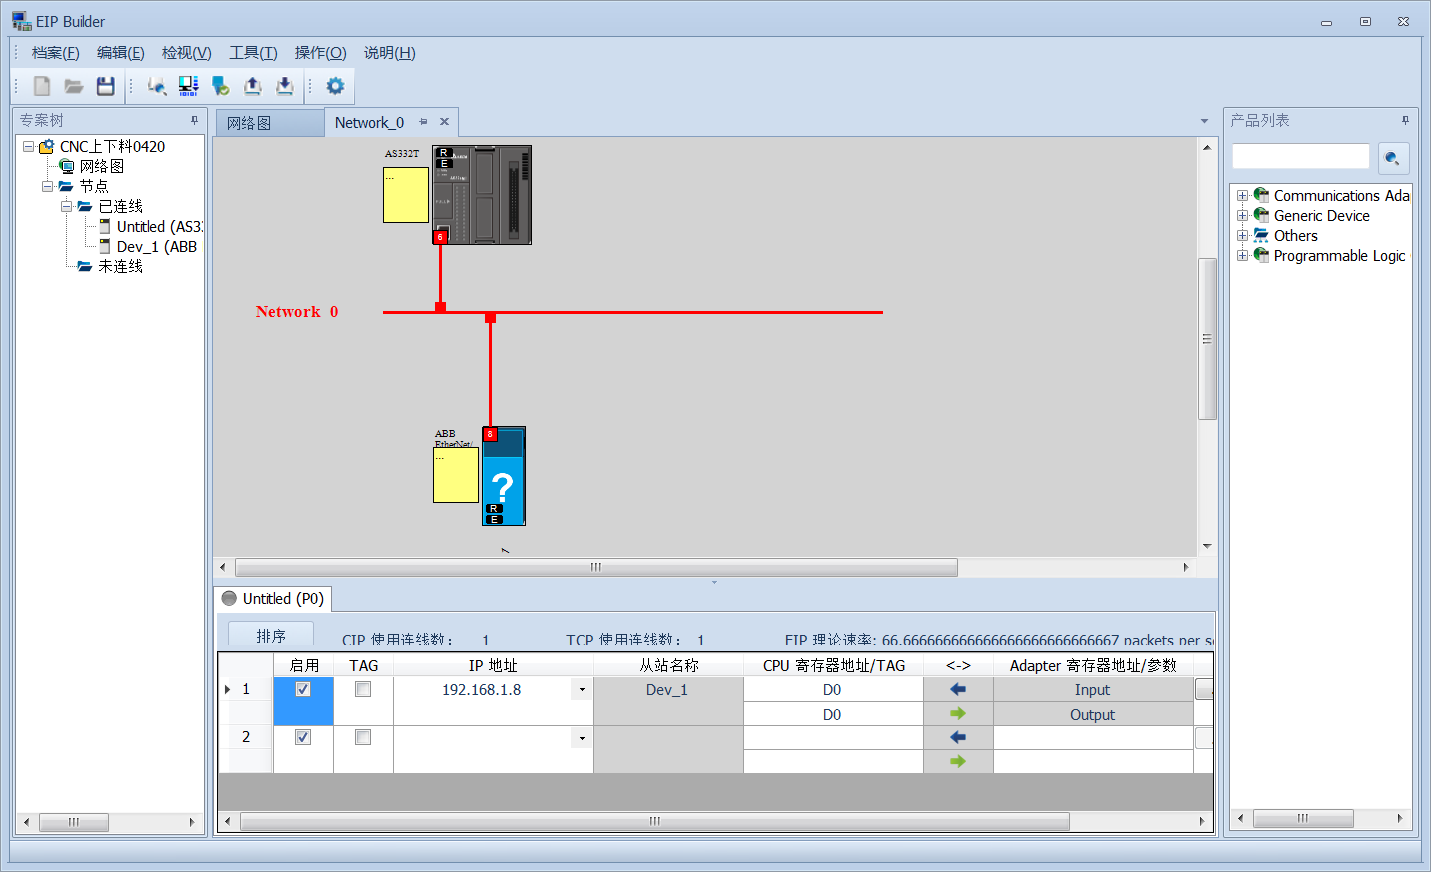 EIP Builder
档案(F) 编辑(E) 检视(V) 工具(T) 操作(O) 说明(H)
专案树
CNC上下料0420
网络图
节点
已连线
Untitled (AS33
Dev_1 (ABB
未连线
网络图 Network_0
AS332T
R
E
...
6
Network 0
ABB
EtherNet/
...
8
?
R
E
产品列表
Communications Adap
Generic Device
Others
Programmable Logic
Untitled (P0)
排序 CIP 使用连线数： 1 TCP 使用连线数： 1 EIP 理论速率: 66.666666666666666666666666667 packets per se
启用 TAG IP 地址 从站名称 CPU 寄存器地址/TAG <-> Adapter 寄存器地址/参数
1 192.168.1.8 Dev_1 D0 Input
D0 Output
2